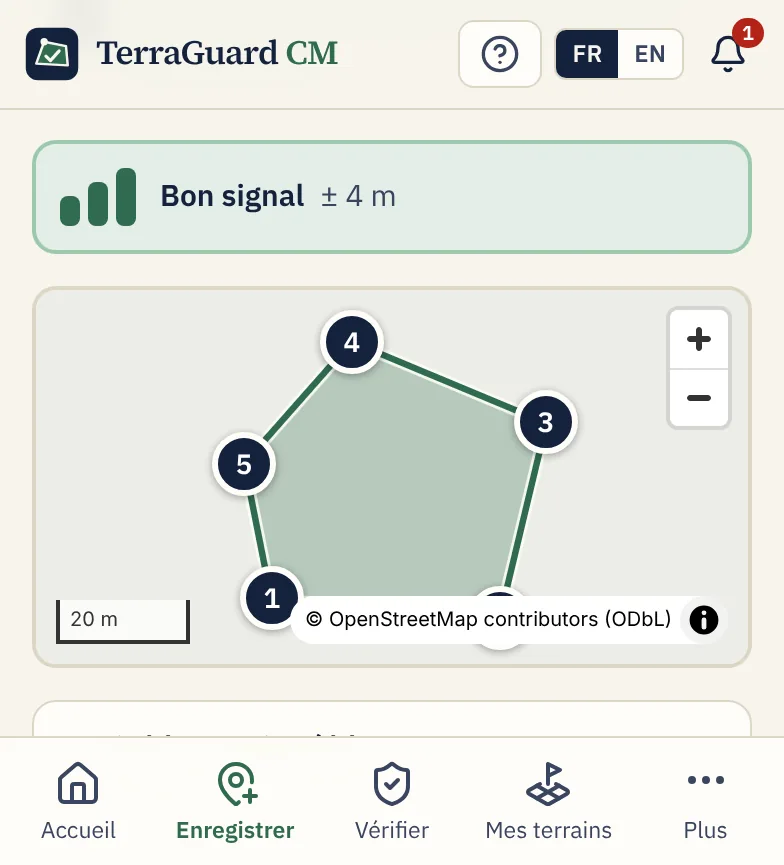 TerraGuard CM
FR EN
1
Bon signal ± 4 m
4
3
5
1
20 m
© OpenStreetMap contributors (ODbL)
Accueil Enregistrer Vérifier Mes terrains Plus